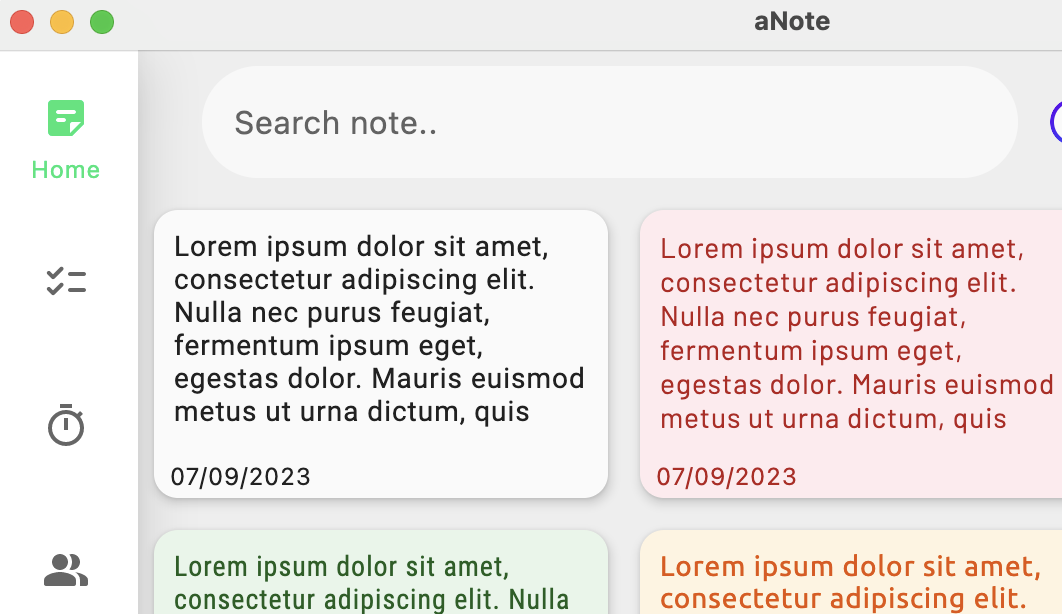 aNote
Search note..
Home
Lorem ipsum dolor sit amet,
consectetur adipiscing elit.
Nulla nec purus feugiat,
fermentum ipsum eget,
egestas dolor. Mauris euismod
metus ut urna dictum, quis
07/09/2023
Lorem ipsum dolor sit amet,
consectetur adipiscing elit.
Nulla nec purus feugiat,
fermentum ipsum eget,
egestas dolor. Mauris euismod
metus ut urna dictum, quis
07/09/2023
Lorem ipsum dolor sit amet,
consectetur adipiscing elit. Nulla
Lorem ipsum dolor sit amet,
consectetur adipiscing elit.